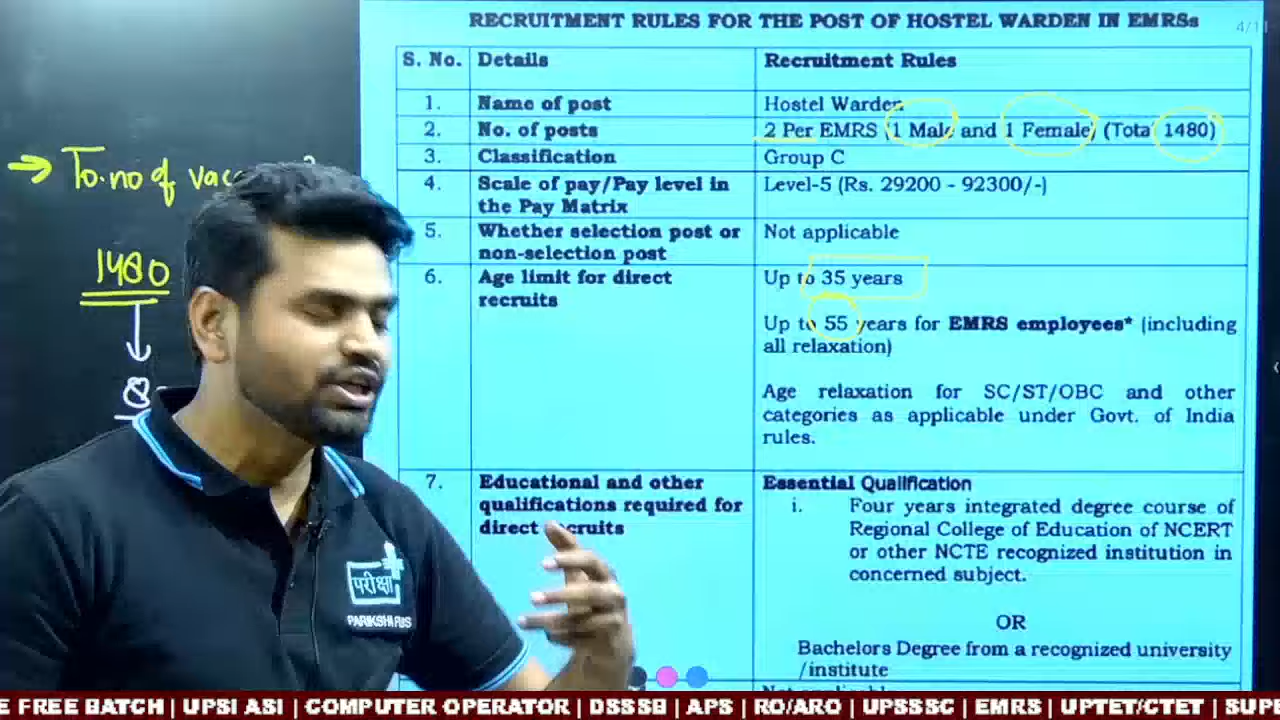 RECRUITMENT RULES FOR THE POST OF HOSTEL WARDEN IN EMRSs
4/11
S. No. Details Recruitment Rules
1. Name of post Hostel Warden
2. No. of posts 2 Per EMRS (1 Male and 1 Female) (Total 1480)
3. Classification Group C
4. Scale of pay/Pay level in Level-5 (Rs. 29200 - 92300/-)
the Pay Matrix
5. Whether selection post or Not applicable
non-selection post
6. Age limit for direct Up to 35 years
recruits
Up to 55 years for EMRS employees* (including
all relaxation)
Age relaxation for SC/ST/OBC and other
categories as applicable under Govt. of India
rules.
7. Educational and other Essential Qualification
qualifications required for i. Four years integrated degree course of
direct recruits Regional College of Education of NCERT
or other NCTE recognized institution in
concerned subject.
OR
Bachelors Degree from a recognized university
/institute
Not applicable
→ To. no of
1480
परीक्षा
PARIKSHA PLUS
E FREE BATCH | UPSI ASI | COMPUTER OPERATOR | DSSSB | APS | RO/ARO | UPSSSC | EMRS | UPTET/CTET | SUP